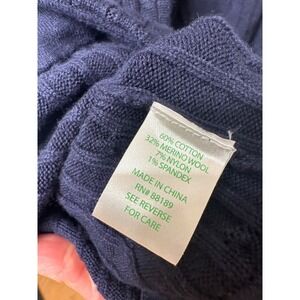 60% COTTON
32% MERINO WOOL
7% NYLON
1% SPANDEX
MADE IN CHINA
RN# 88189
SEE REVERSE
FOR CARE